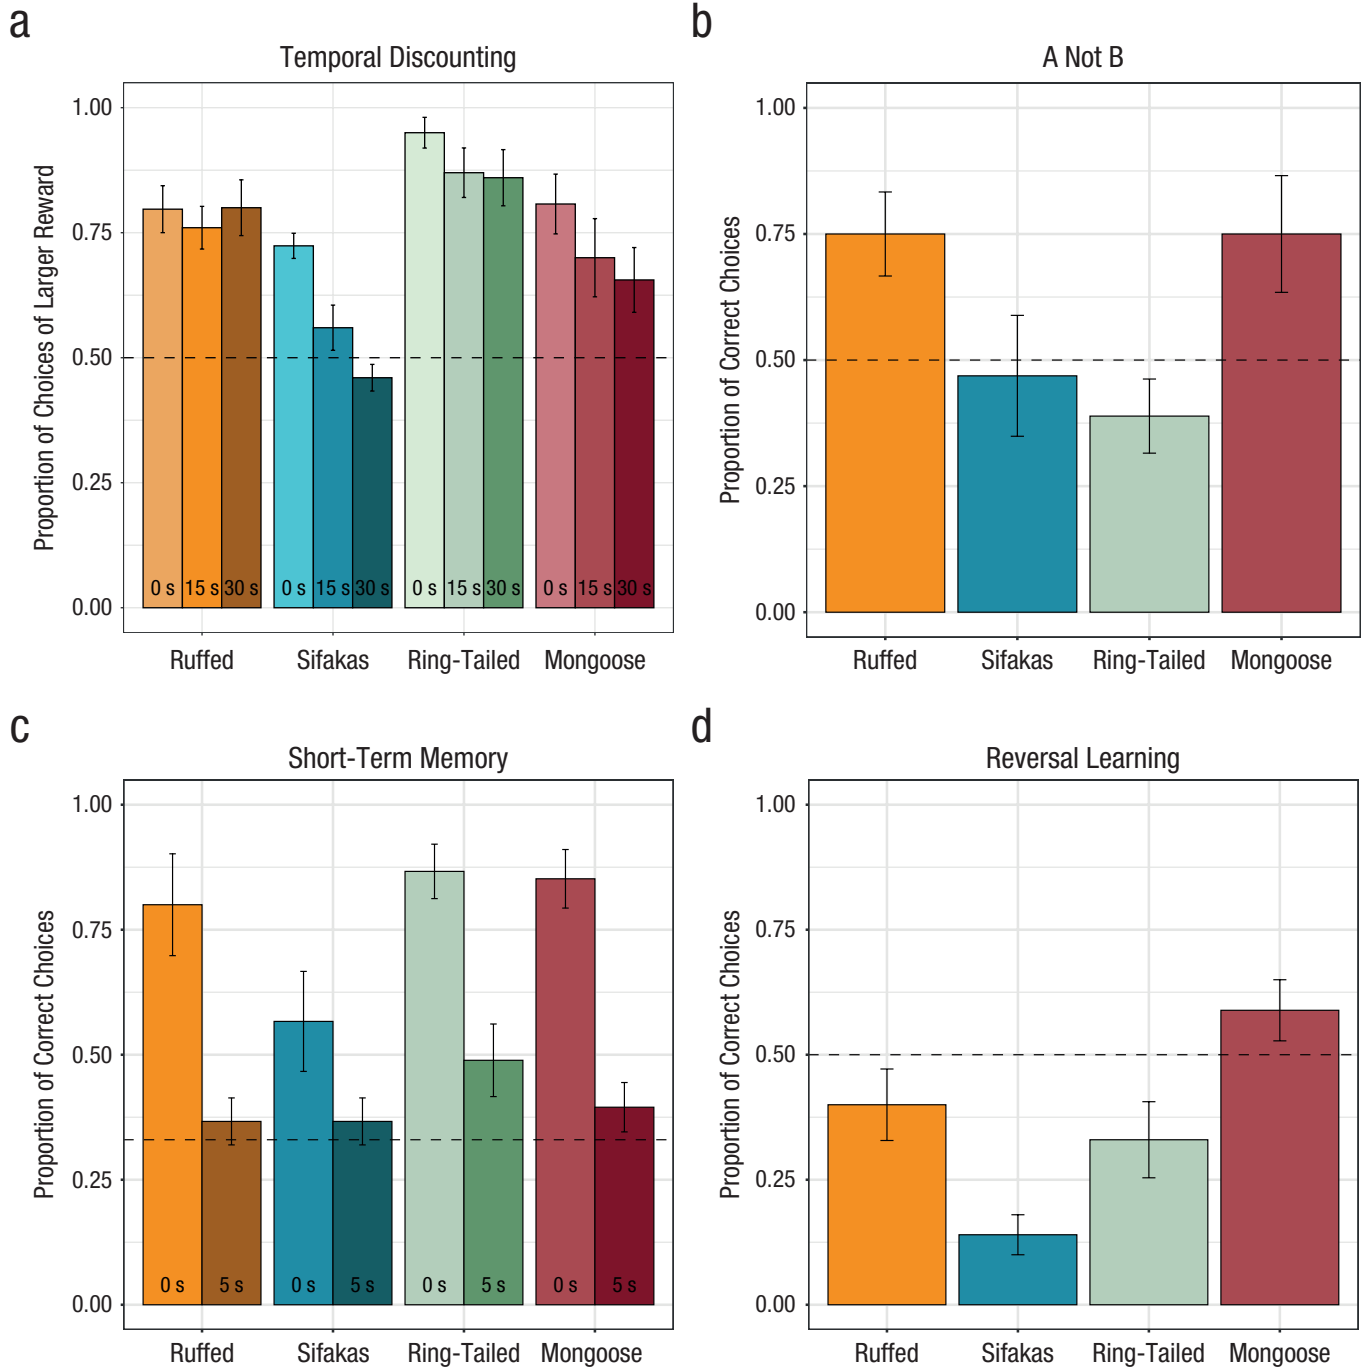 a
Temporal Discounting
Proportion of Choices of Larger Reward
1.00
0.75
0.50
0.25
0.00
0 s 15 s 30 s 0 s 15 s 30 s 0 s 15 s 30 s 0 s 15 s 30 s
Ruffed Sifakas Ring-Tailed Mongoose
b
A Not B
Proportion of Correct Choices
1.00
0.75
0.50
0.25
0.00
Ruffed Sifakas Ring-Tailed Mongoose
c
Short-Term Memory
Proportion of Correct Choices
1.00
0.75
0.50
0.25
0.00
0 s 5 s 0 s 5 s 0 s 5 s 0 s 5 s
Ruffed Sifakas Ring-Tailed Mongoose
d
Reversal Learning
Proportion of Correct Choices
1.00
0.75
0.50
0.25
0.00
Ruffed Sifakas Ring-Tailed Mongoose